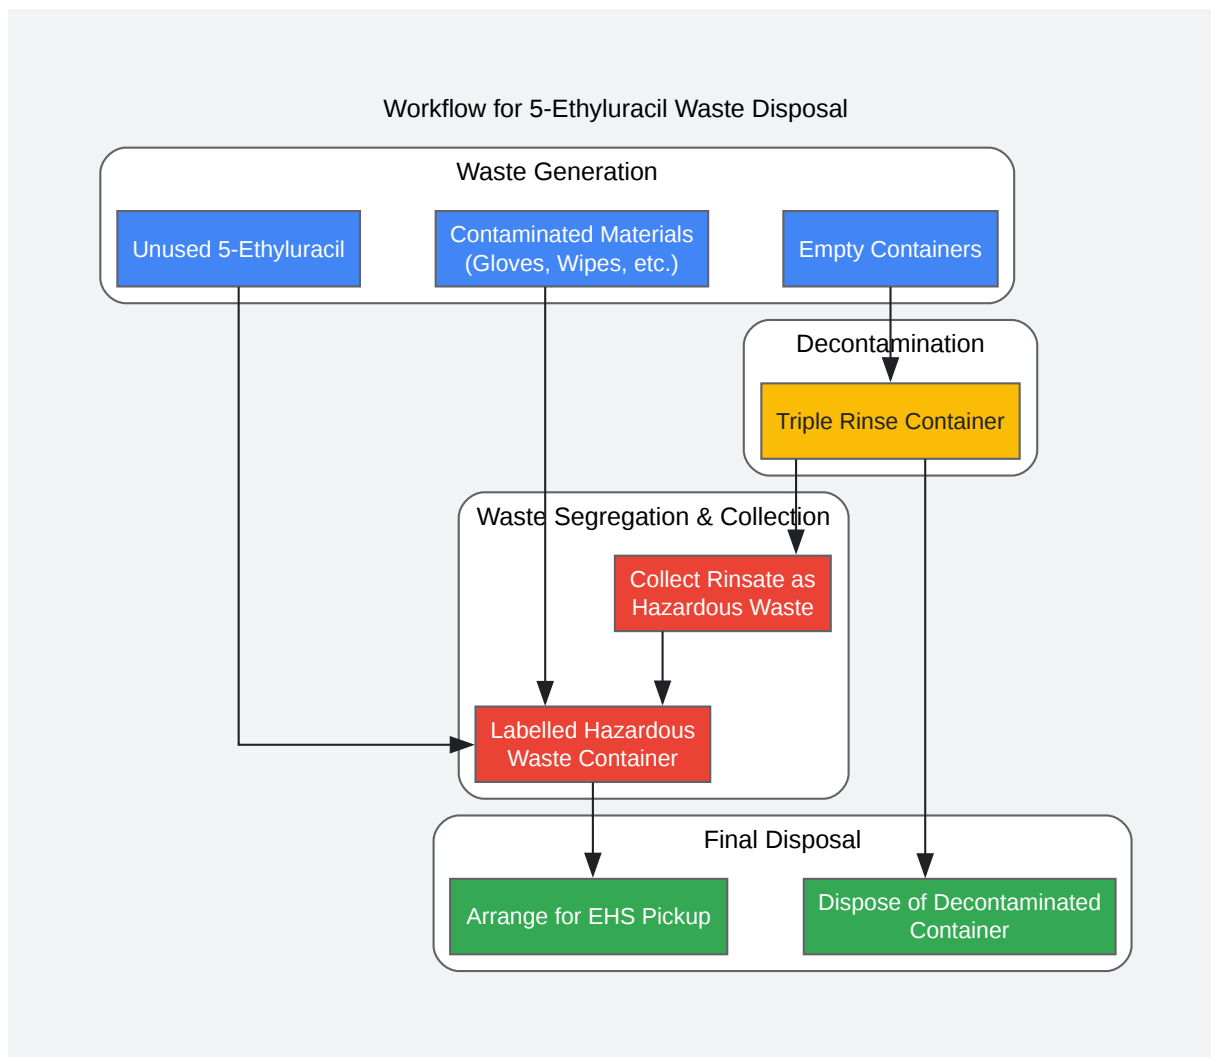 Workflow for 5-Ethyluracil Waste Disposal
Waste Generation
Unused 5-Ethyluracil
Contaminated Materials
(Gloves, Wipes, etc.)
Empty Containers
Decontamination
Triple Rinse Container
Waste Segregation & Collection
Collect Rinsate as
Hazardous Waste
Labelled Hazardous
Waste Container
Final Disposal
Arrange for EHS Pickup
Dispose of Decontaminated
Container